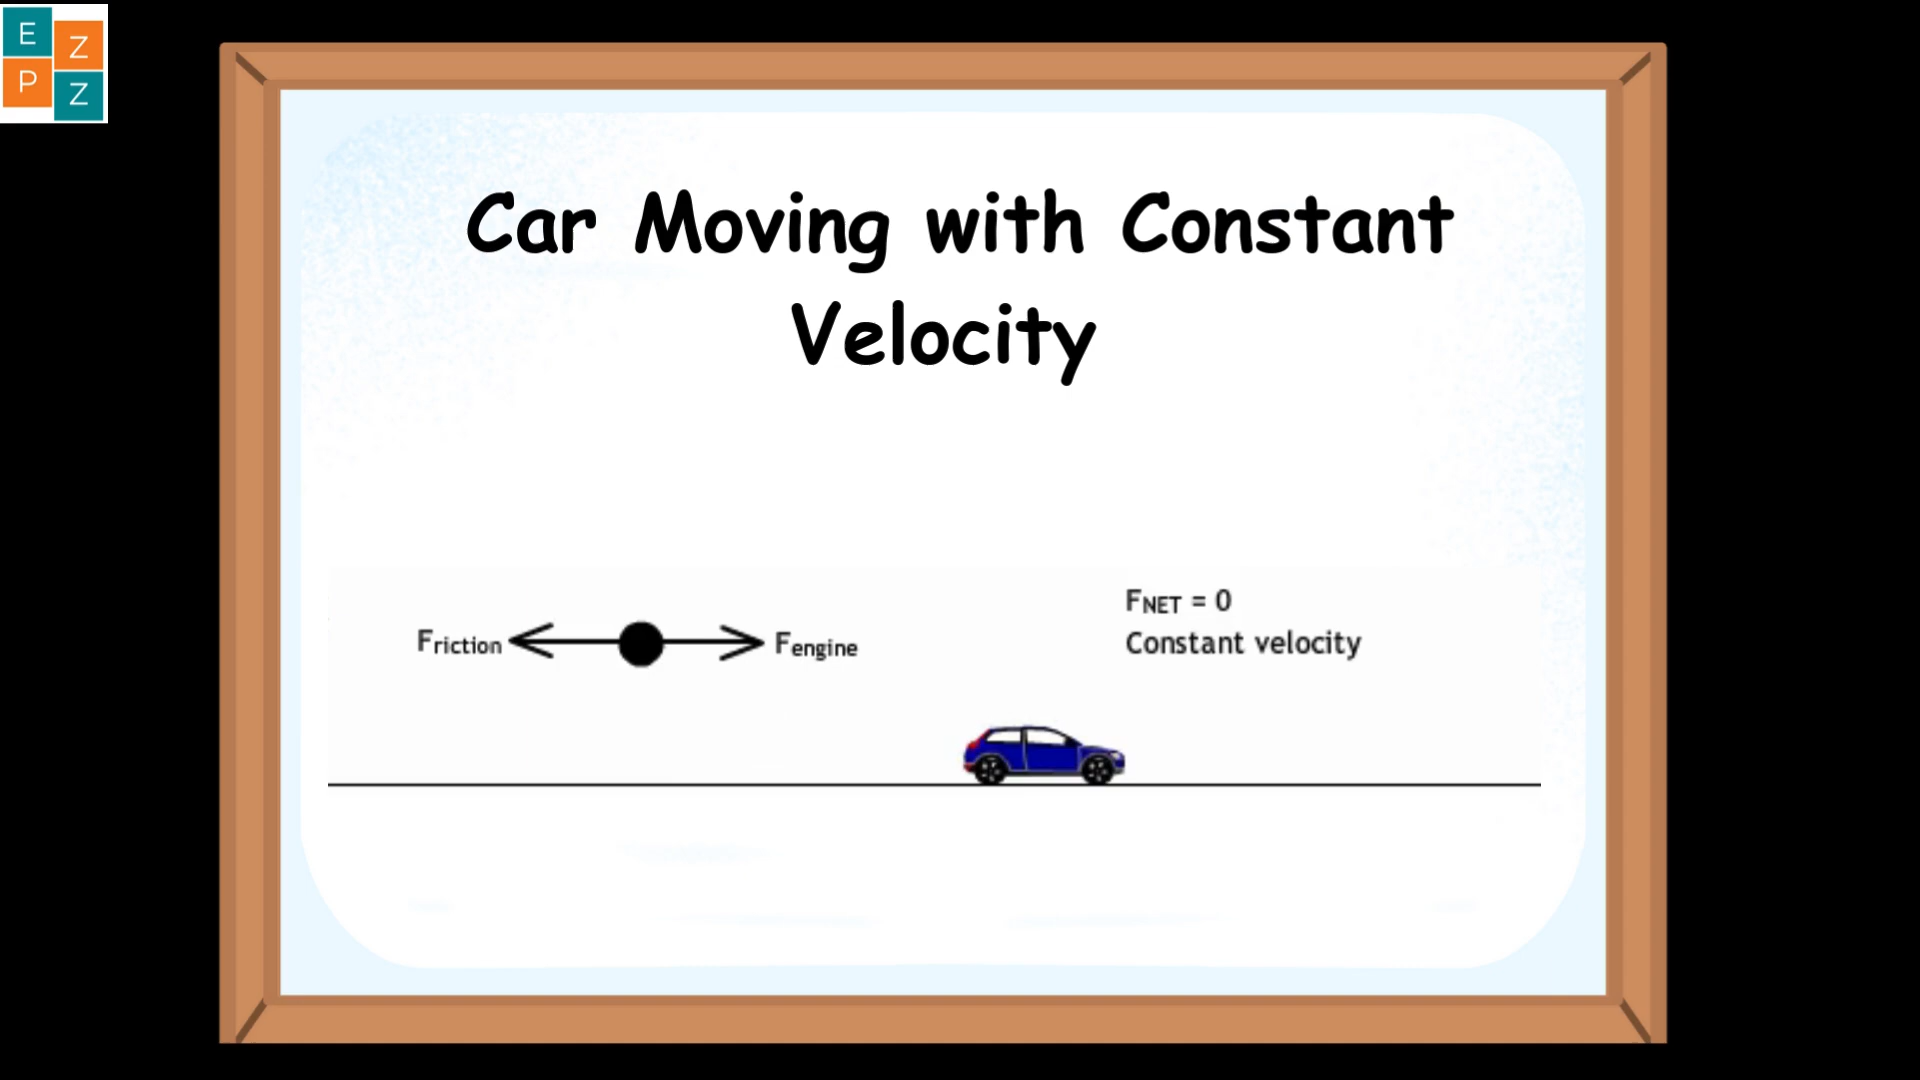 E Z
P Z
Car Moving with Constant
Velocity
Friction
Fengine
FNET = 0
Constant velocity